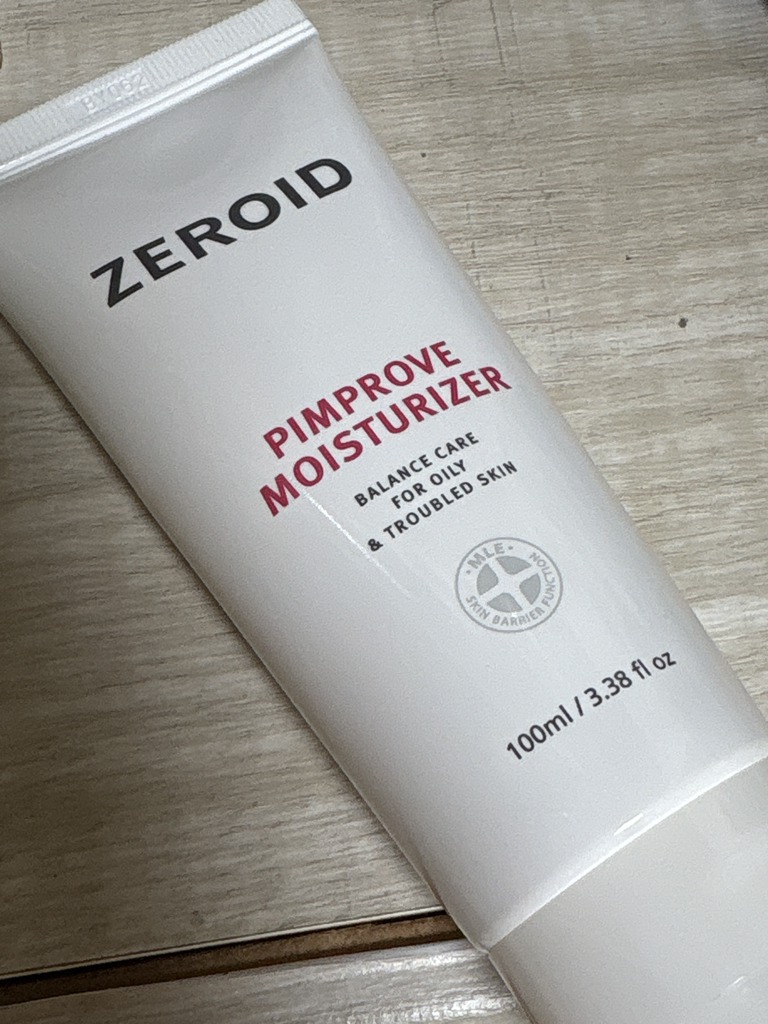 ZEROID
PIMPROVE
MOISTURIZER
BALANCE CARE
FOR OILY
& TROUBLED SKIN
MLE
SKIN BARRIER FUNCTION
100ml / 3.38 fl oz